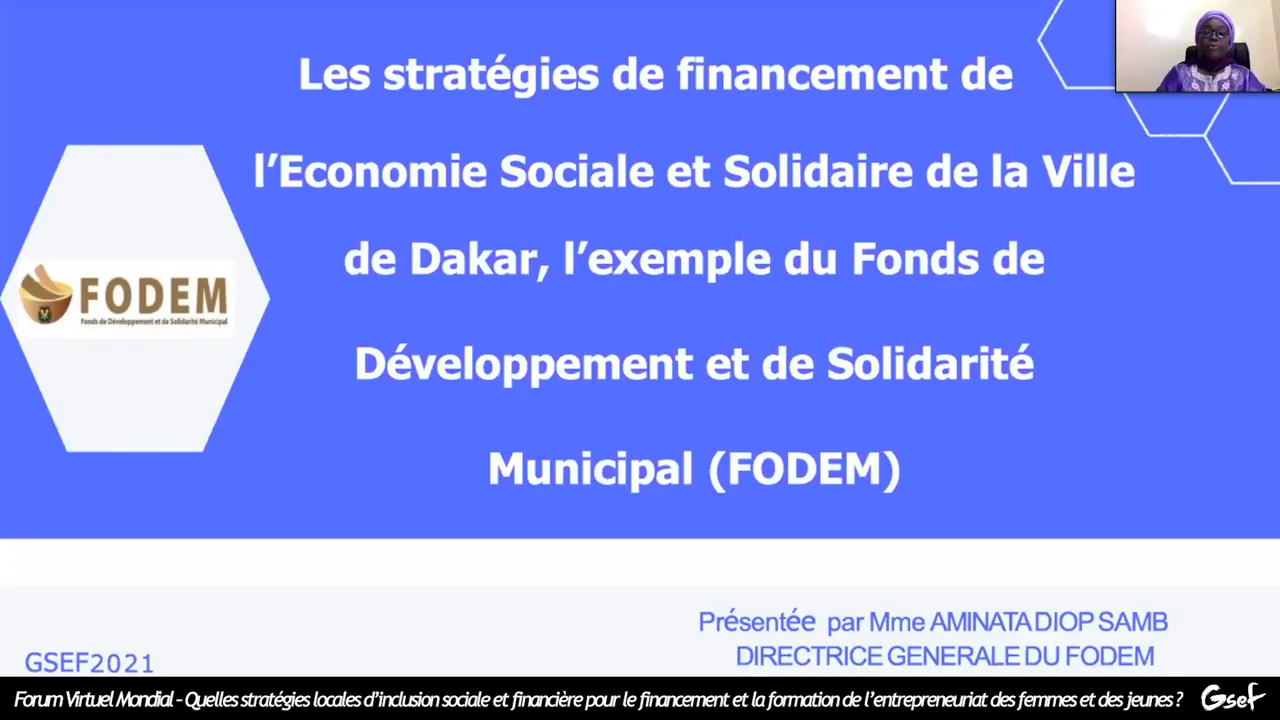 Les stratégies de financement de
l’Economie Sociale et Solidaire de la Ville
de Dakar, l’exemple du Fonds de
Développement et de Solidarité
Municipal (FODEM)
FODEM
Fonds de Développement et de Solidarité Municipal
Présentée par Mme AMINATA DIOP SAMB
DIRECTRICE GENERALE DU FODEM
GSEF2021
Forum Virtuel Mondial - Quelles stratégies locales d’inclusion sociale et financière pour le financement et la formation de l’entrepreneuriat des femmes et des jeunes ?
Gsef